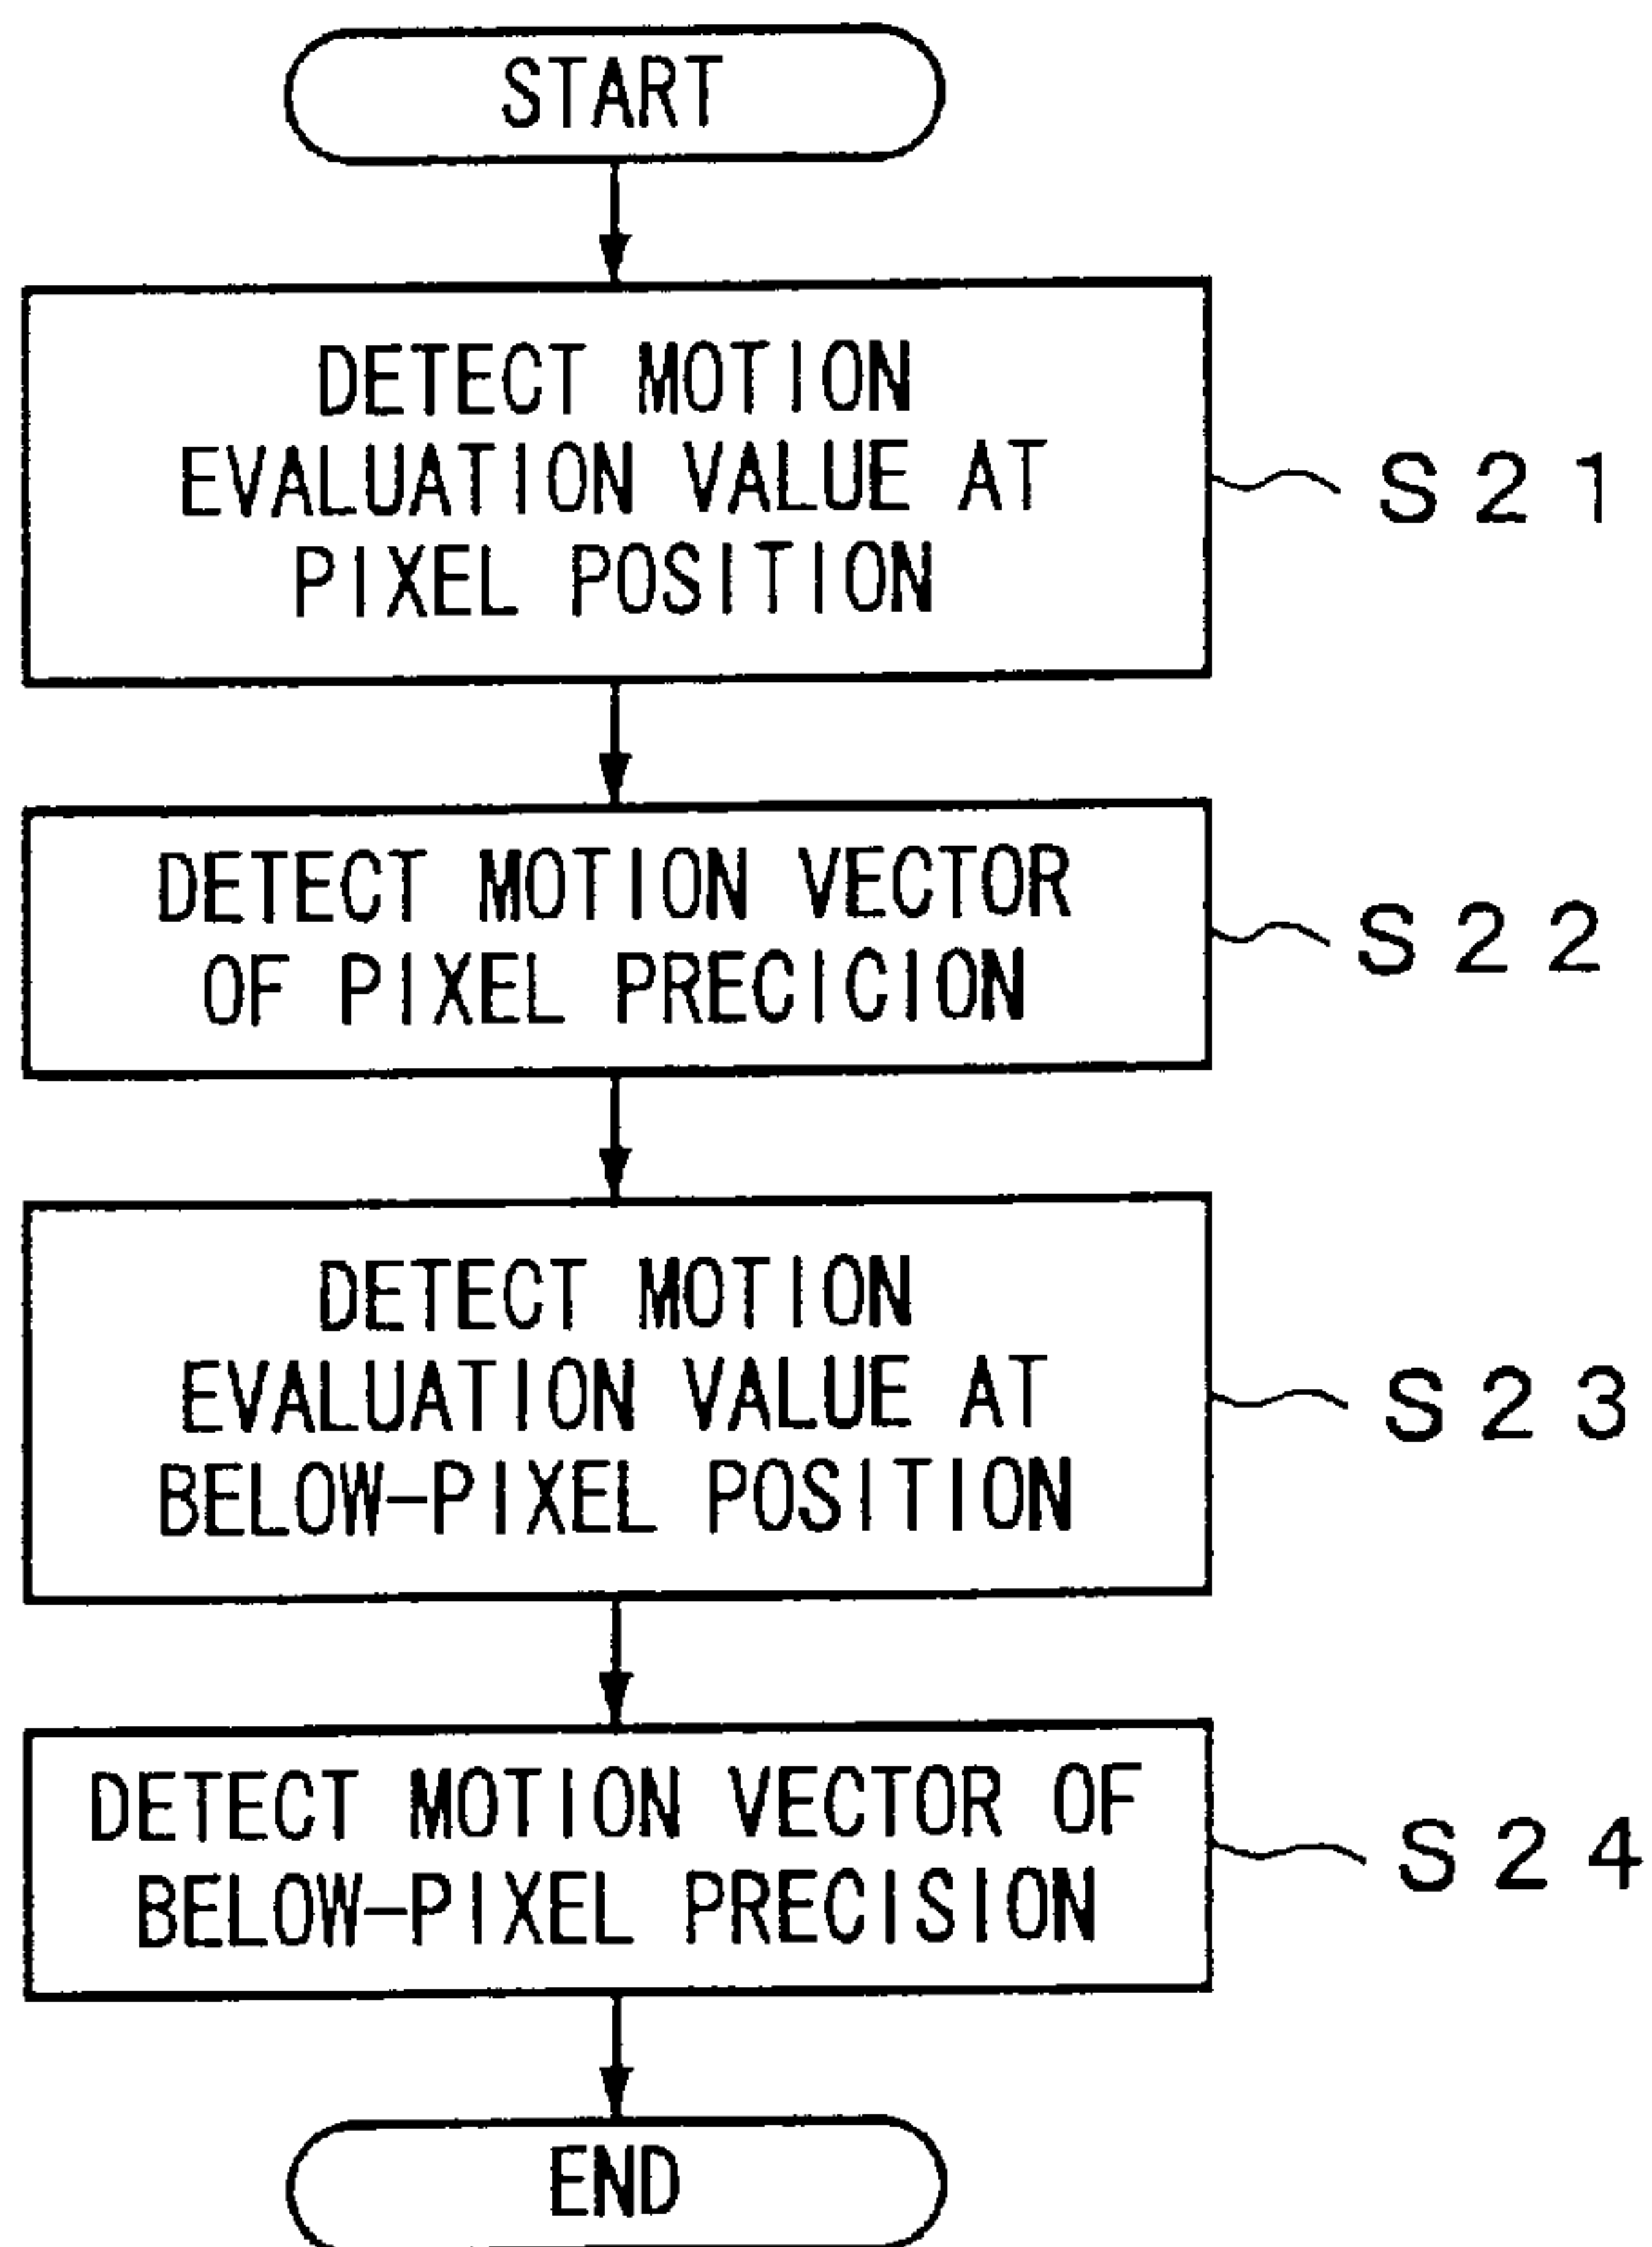 START
DETECT MOTION
EVALUATION VALUE AT
PIXEL POSITION
S21
DETECT MOTION VECTOR
OF PIXEL PRECICION
S22
DETECT MOTION
EVALUATION VALUE AT
BELOW-PIXEL POSITION
S23
DETECT MOTION VECTOR OF
BELOW-PIXEL PRECISION
S24
END